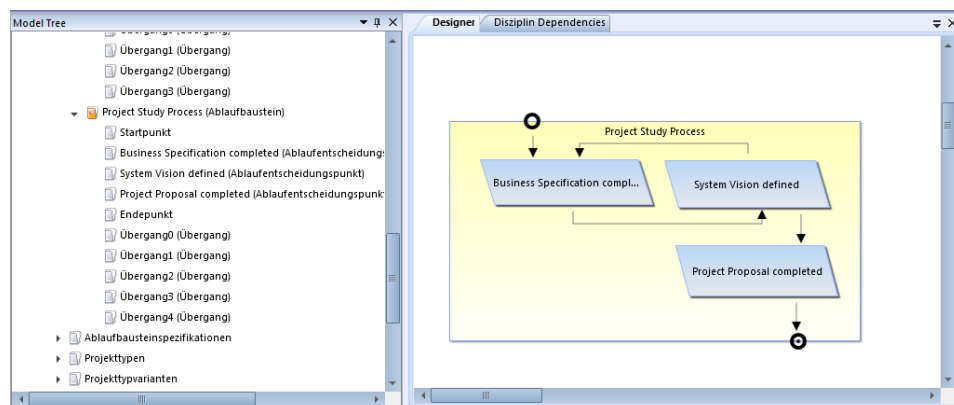 Model Tree
Übergang1 (Übergang)
Übergang2 (Übergang)
Übergang3 (Übergang)
Project Study Process (Ablaufbaustein)
Startpunkt
Business Specification completed (Ablaufentscheidungs
System Vision defined (Ablaufentscheidungspunkt)
Project Proposal completed (Ablaufentscheidungspunk
Endepunkt
Übergang0 (Übergang)
Übergang1 (Übergang)
Übergang2 (Übergang)
Übergang3 (Übergang)
Übergang4 (Übergang)
Ablaufbausteinspezifikationen
Projekttypen
Projekttypvarianten
Designer
Disziplin Dependencies
Project Study Process
Business Specification compl...
System Vision defined
Project Proposal completed